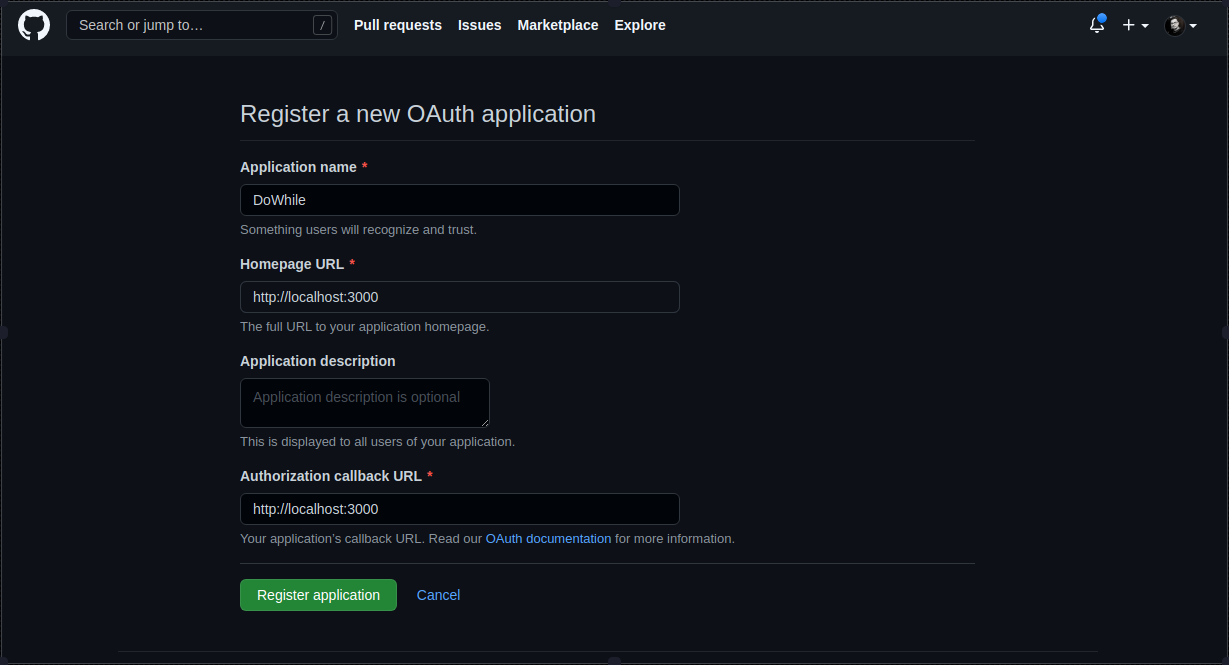 Search or jump to... / Pull requests Issues Marketplace Explore
Register a new OAuth application
Application name *
DoWhile
Something users will recognize and trust.
Homepage URL *
http://localhost:3000
The full URL to your application homepage.
Application description
Application description is optional
This is displayed to all users of your application.
Authorization callback URL *
http://localhost:3000
Your application's callback URL. Read our OAuth documentation for more information.
Register application Cancel